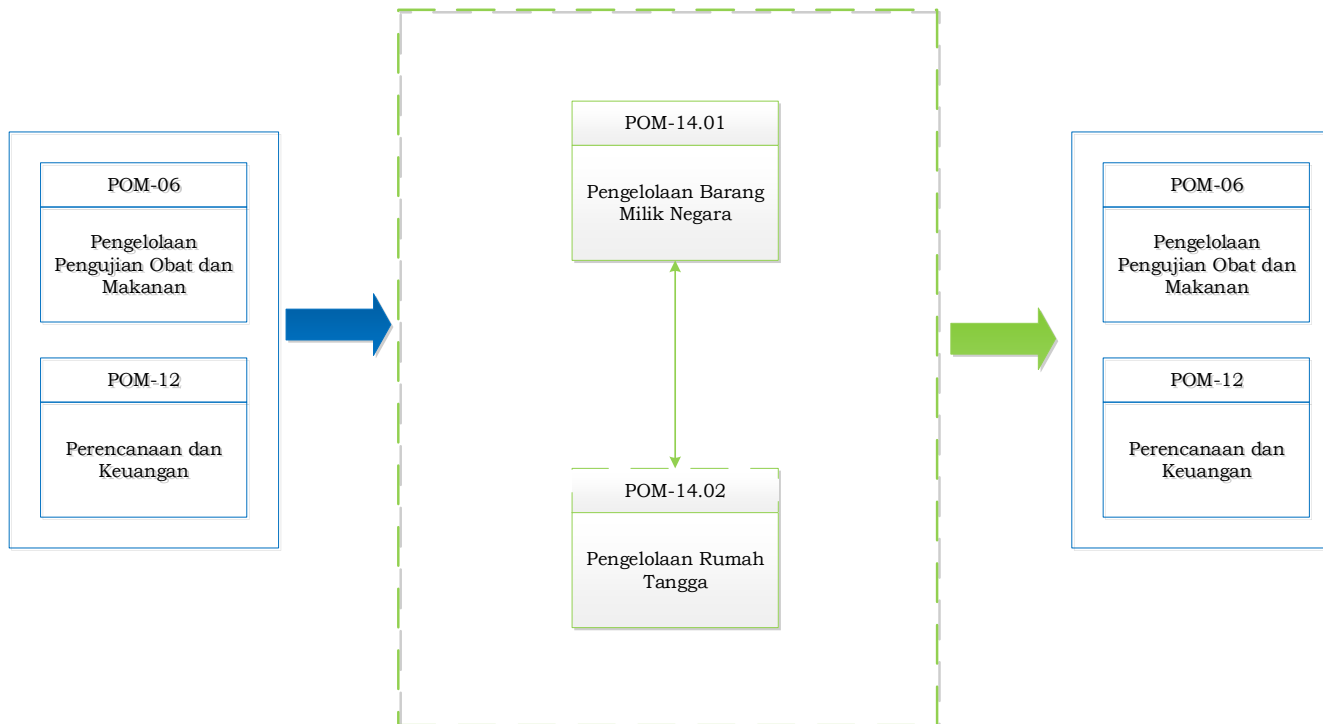 POM-06
Pengelolaan
Pengujian Obat dan
Makanan
POM-12
Perencanaan dan
Keuangan
POM-14.01
Pengelolaan Barang
Milik Negara
POM-14.02
Pengelolaan Rumah
Tangga
POM-06
Pengelolaan
Pengujian Obat dan
Makanan
POM-12
Perencanaan dan
Keuangan